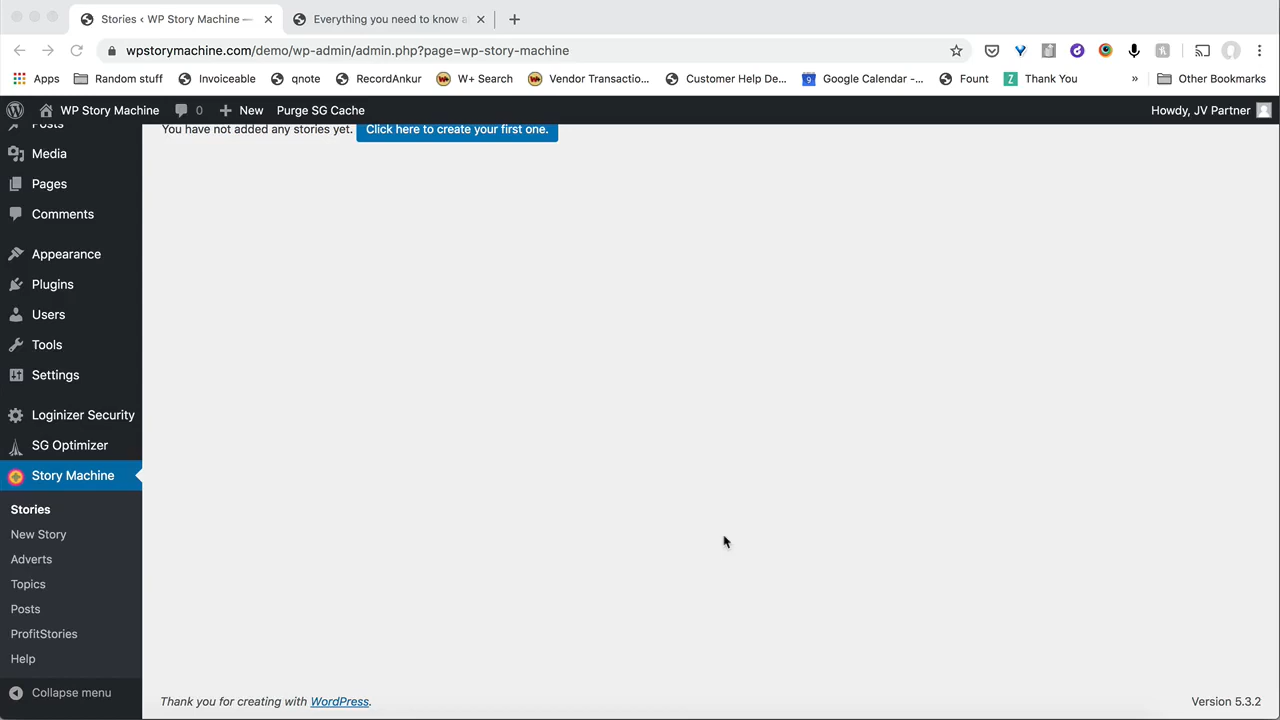 Stories ‹ WP Story Machine —
Everything you need to know a
wpstorymachine.com/demo/wp-admin/admin.php?page=wp-story-machine
Apps
Random stuff
Invoiceable
qnote
RecordAnkur
W+ Search
Vendor Transactio...
Customer Help De...
Google Calendar -...
Fount
Thank You
»
Other Bookmarks
WP Story Machine
0
New
Purge SG Cache
Howdy, JV Partner
Posts
You have not added any stories yet.
Click here to create your first one.
Media
Pages
Comments
Appearance
Plugins
Users
Tools
Settings
Loginizer Security
SG Optimizer
Story Machine
Stories
New Story
Adverts
Topics
Posts
ProfitStories
Help
Collapse menu
Thank you for creating with WordPress.
Version 5.3.2